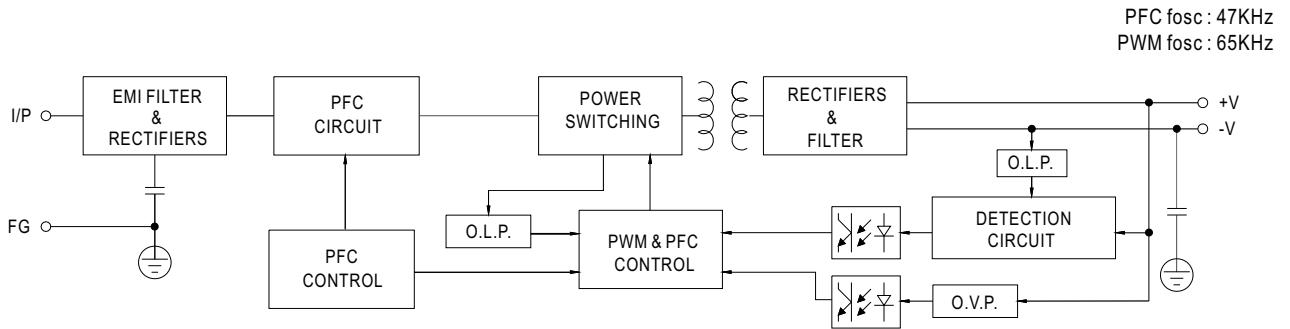 PFC fosc : 47KHz
PWM fosc : 65KHz
I/P
EMI FILTER
&
RECTIFIERS
PFC
CIRCUIT
POWER
SWITCHING
RECTIFIERS
&
FILTER
+V
-V
O.L.P.
FG
PFC
CONTROL
O.L.P.
PWM & PFC
CONTROL
DETECTION
CIRCUIT
O.V.P.